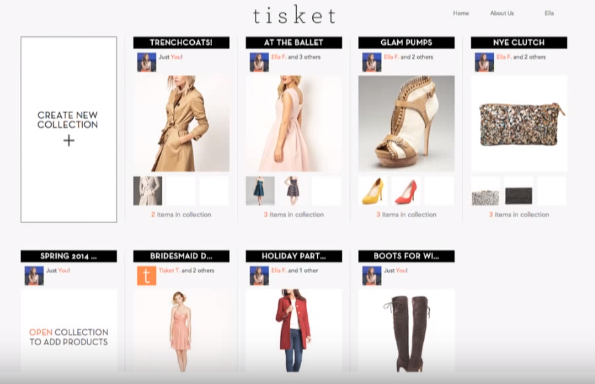 tisket
Home About Us Ella
CREATE NEW
COLLECTION
+
TRENCHCOATS!
Just You!
2 items in collection
AT THE BALLET
Ella F. and 3 others
3 items in collection
GLAM PUMPS
Ella F. and 2 others
3 items in collection
NYE CLUTCH
Ella F. and 2 others
3 items in collection
SPRING 2014 ...
Just You!
OPEN COLLECTION
TO ADD PRODUCTS
BRIDESMAID D...
t
Tisket T. and 2 others
HOLIDAY PART...
Ella F. and 1 other
BOOTS FOR WI...
Just You!